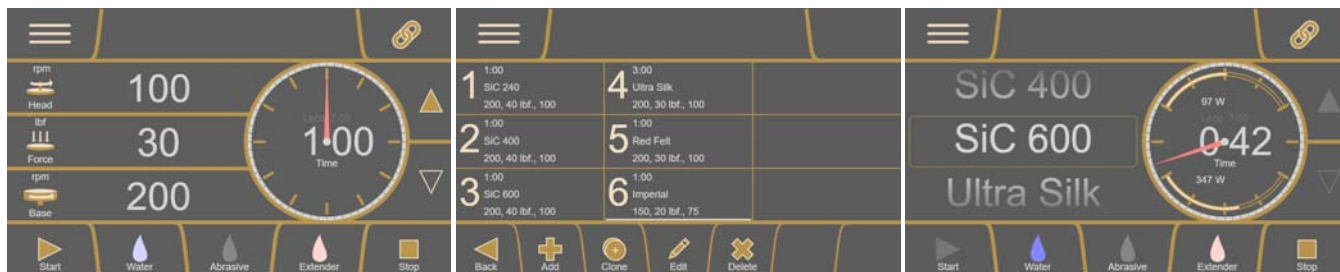 rpm
Head
100
lbf
Force
30
rpm
Base
200
1:00
Time
Start
Water
Abrasive
Extender
Stop
1
1:00
SiC 240
200, 40 lbf., 100
2
1:00
SiC 400
200, 40 lbf., 100
3
1:00
SiC 600
200, 40 lbf., 100
4
3:00
Ultra Silk
200, 30 lbf., 100
5
1:00
Red Felt
200, 30 lbf., 100
6
1:00
Imperial
150, 20 lbf., 75
Back
Add
Clone
Edit
Delete
SiC 400
SiC 600
Ultra Silk
97 W
0:42
Time
347 W
Start
Water
Abrasive
Extender
Stop